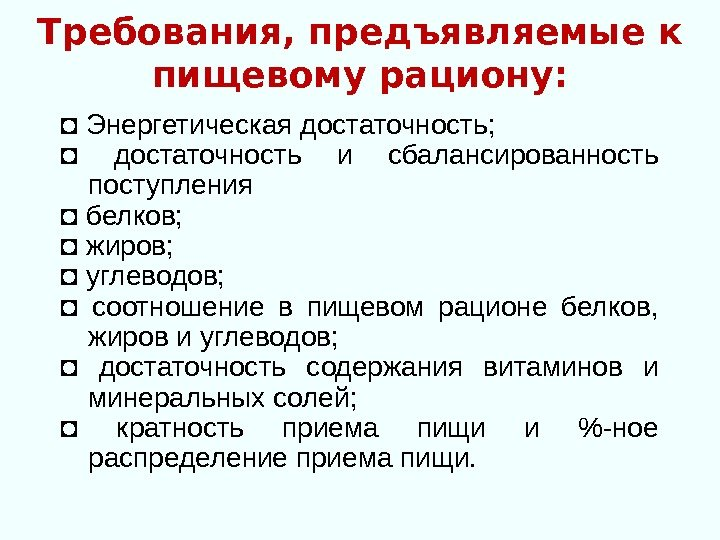 Требования, предъявляемые к
пищевому рациону:
◘ Энергетическая достаточность;
◘ достаточность и сбалансированность
поступления
◘ белков;
◘ жиров;
◘ углеводов;
◘ соотношение в пищевом рационе белков,
жиров и углеводов;
◘ достаточность содержания витаминов и
минеральных солей;
◘ кратность приема пищи и %-ное
распределение приема пищи.